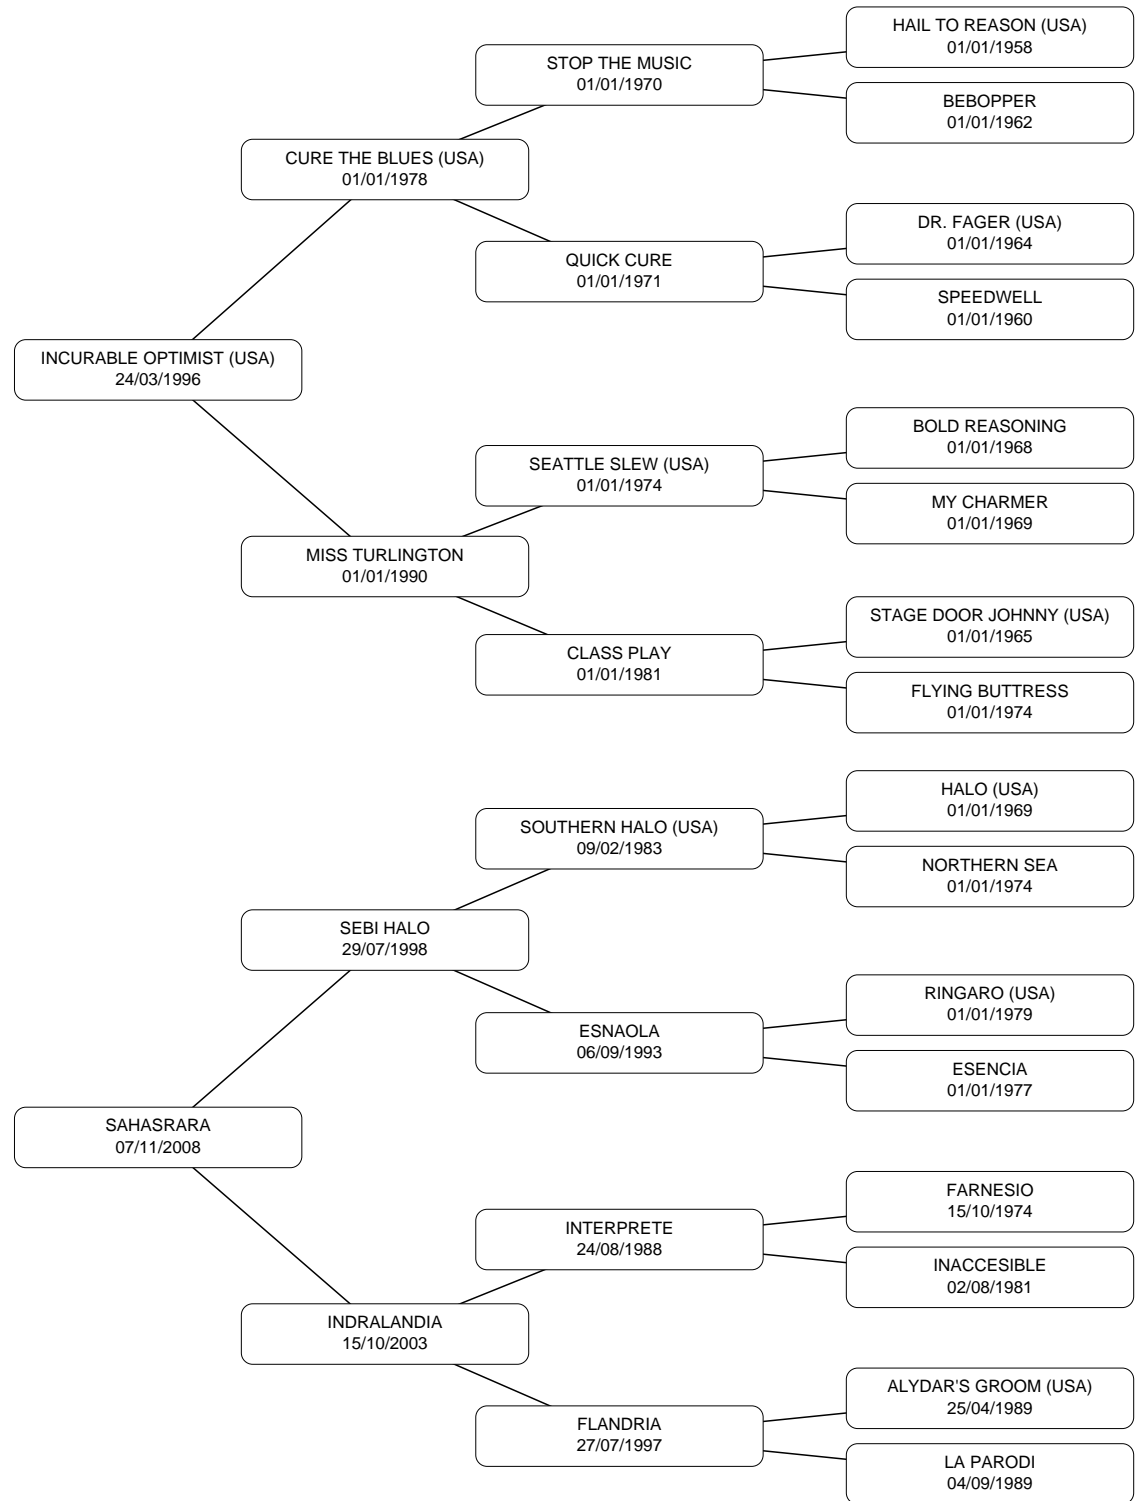 HAIL TO REASON (USA)
01/01/1958
STOP THE MUSIC
01/01/1970
BEBOPPER
01/01/1962
CURE THE BLUES (USA)
01/01/1978
DR. FAGER (USA)
01/01/1964
QUICK CURE
01/01/1971
SPEEDWELL
01/01/1960
INCURABLE OPTIMIST (USA)
24/03/1996
BOLD REASONING
01/01/1968
SEATTLE SLEW (USA)
01/01/1974
MY CHARMER
01/01/1969
MISS TURLINGTON
01/01/1990
STAGE DOOR JOHNNY (USA)
01/01/1965
CLASS PLAY
01/01/1981
FLYING BUTTRESS
01/01/1974
HALO (USA)
01/01/1969
SOUTHERN HALO (USA)
09/02/1983
NORTHERN SEA
01/01/1974
SEBI HALO
29/07/1998
RINGARO (USA)
01/01/1979
ESNAOLA
06/09/1993
ESENCIA
01/01/1977
SAHASRARA
07/11/2008
FARNESIO
15/10/1974
INTERPRETE
24/08/1988
INACCESIBLE
02/08/1981
INDRALANDIA
15/10/2003
ALYDAR'S GROOM (USA)
25/04/1989
FLANDRIA
27/07/1997
LA PARODI
04/09/1989